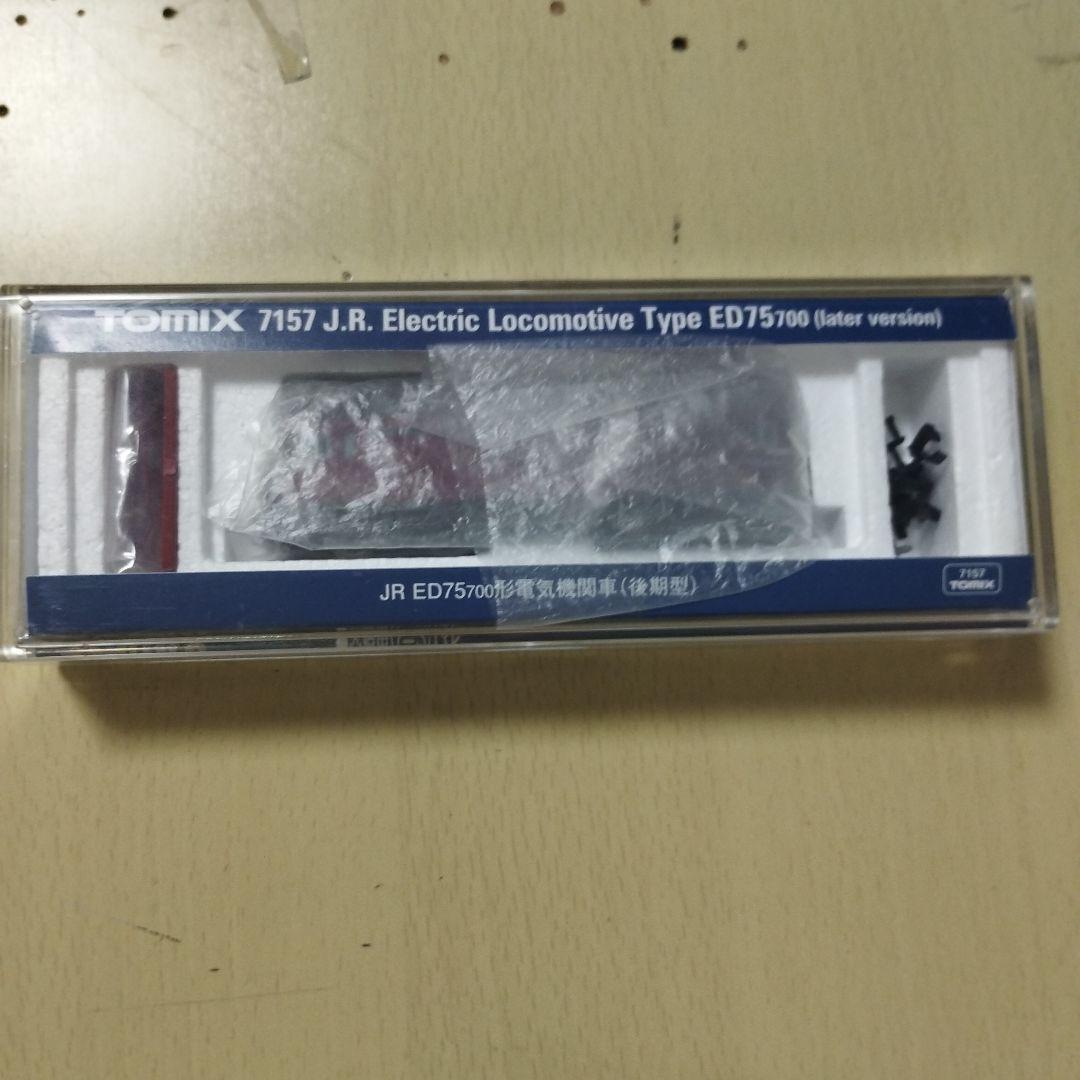 TOMIX 7157 J.R. Electric Locomotive Type ED75700 (later version)
JR ED75700形電気機関車(後期型)
7157
TOMIX